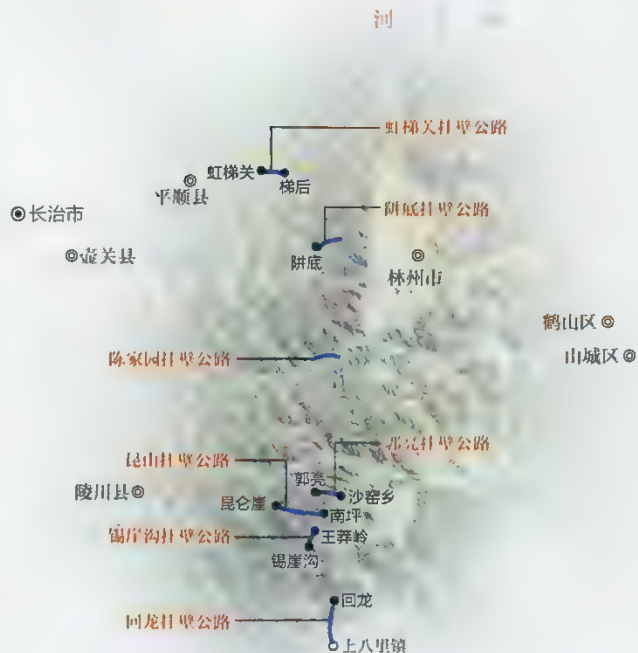 河
虹梯关挂壁公路
虹梯关
梯后
平顺县
长治市
阱底挂壁公路
壶关县
阱底
林州市
鹤山区
山城区
陈家园挂壁公路
昆山挂壁公路
郭亮挂壁公路
陵川县
郭亮
昆仑崖
沙窑乡
南坪
锡崖沟挂壁公路
王莽岭
锡崖沟
回龙
回龙挂壁公路
上八里镇